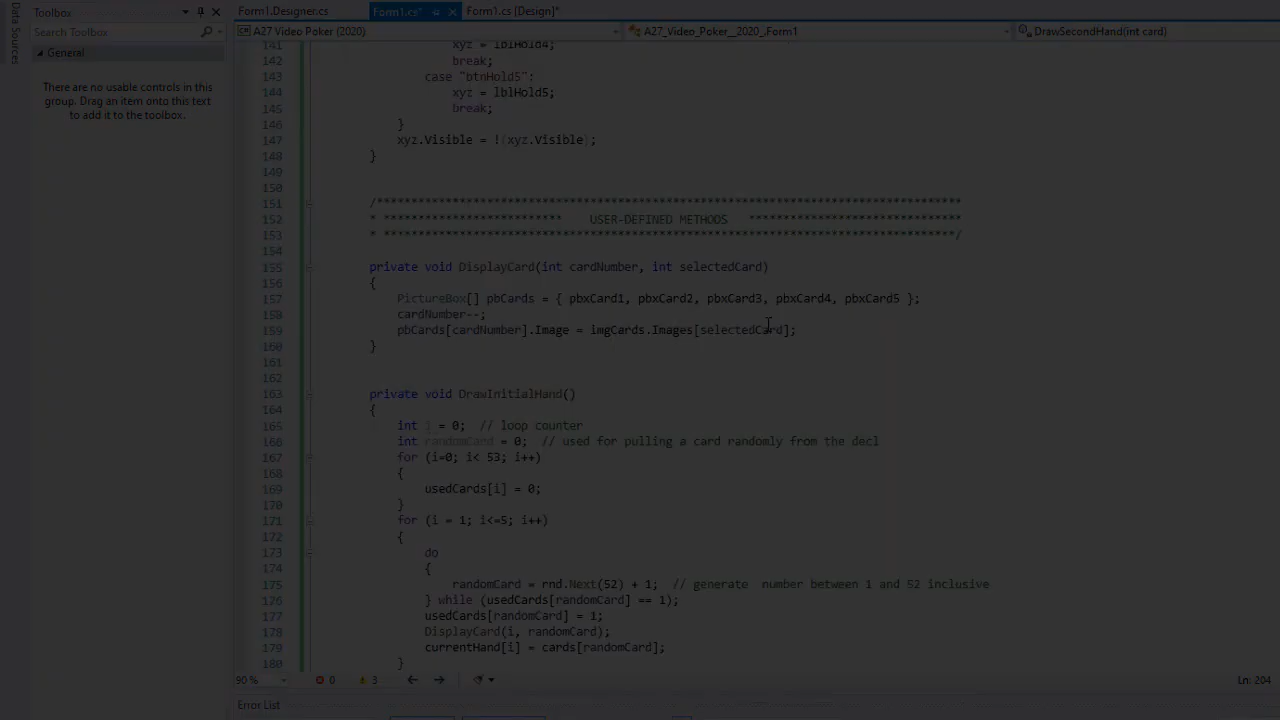 Data Sources
Toolbox
Search Toolbox
General
There are no usable controls in this
group. Drag an item onto this text
to add it to the toolbox.
Form1.Designer.cs
Form1.cs*
Form1.cs [Design]*
A27 Video Poker (2020)
A27_Video_Poker__2020_.Form1
DrawSecondHand(int card)
141 xyz = lblHold4;
142 break;
143 case "btnHold5":
144 xyz = lblHold5;
145 break;
146 }
147 xyz.Visible = !(xyz.Visible);
148 }
149
150
151 /************************************************************************************
152 * ************************** USER-DEFINED METHODS ******************************
153 * ***********************************************************************************/
154
155 private void DisplayCard(int cardNumber, int selectedCard)
156 {
157 PictureBox[] pbCards = { pbxCard1, pbxCard2, pbxCard3, pbxCard4, pbxCard5 };
158 cardNumber--;
159 pbCards[cardNumber].Image = imgCards.Images[selectedCard];
160 }
161
162
163 private void DrawInitialHand()
164 {
165 int i = 0; // loop counter
166 int randomCard = 0; // used for pulling a card randomly from the decl
167 for (i=0; i< 53; i++)
168 {
169 usedCards[i] = 0;
170 }
171 for (i = 1; i<=5; i++)
172 {
173 do
174 {
175 randomCard = rnd.Next(52) + 1; // generate number between 1 and 52 inclusive
176 } while (usedCards[randomCard] == 1);
177 usedCards[randomCard] = 1;
178 DisplayCard(i, randomCard);
179 currentHand[i] = cards[randomCard];
180 }
90 %
0
3
Ln: 204
Error List